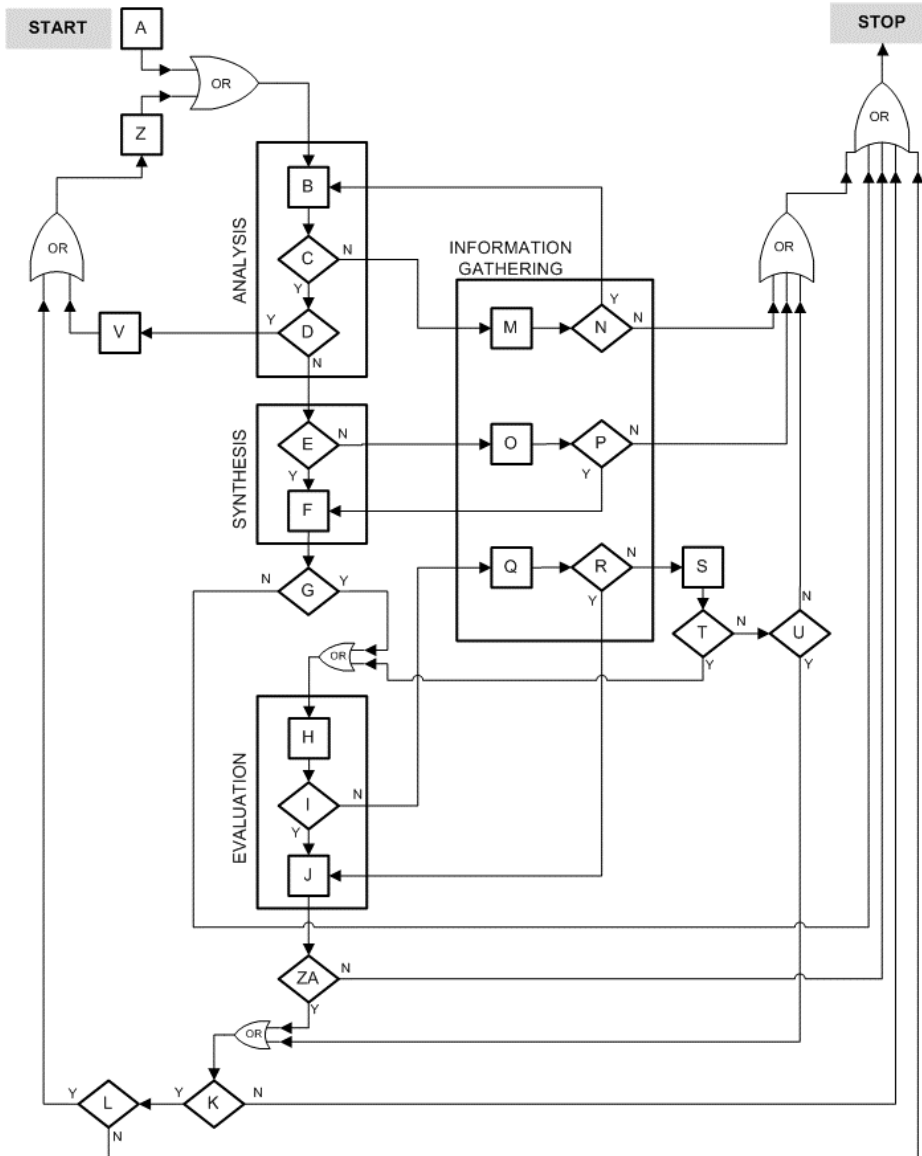 START
A
STOP
OR
OR
Z
B
ANALYSIS
C
N
Y
INFORMATION
GATHERING
OR
OR
Y
V
Y
D
N
M
N
N
SYNTHESIS
E
N
Y
O
P
N
Y
F
N
G
Y
Q
R
N
Y
S
T
N
Y
U
N
Y
OR
EVALUATION
H
I
N
Y
J
ZA
N
Y
OR
Y
L
N
Y
K
N